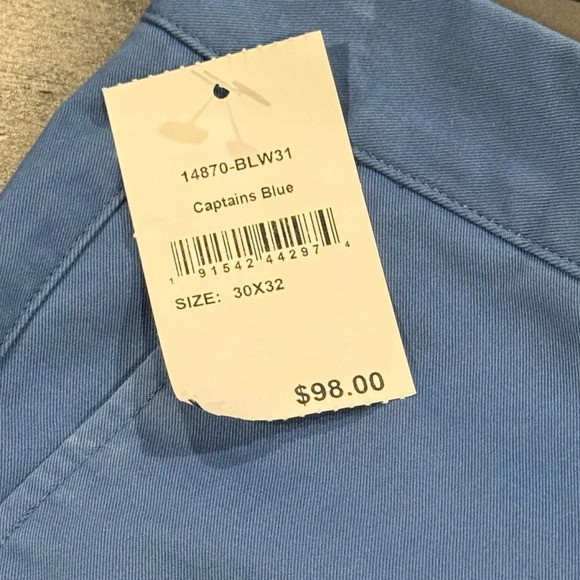 14870-BLW31
Captains Blue
1 91542 44297 4
SIZE: 30X32
$98.00